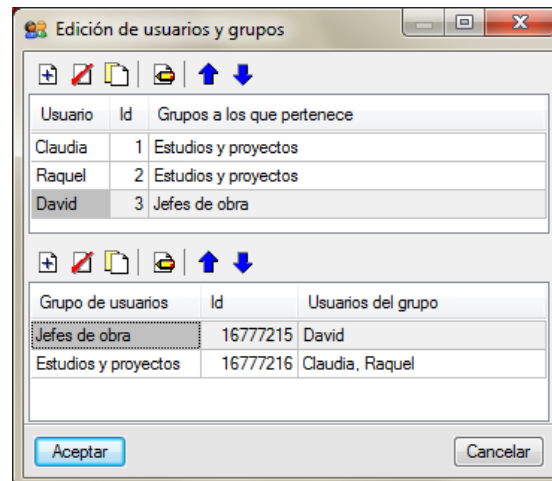 Edición de usuarios y grupos
Usuario Id Grupos a los que pertenece
Claudia 1 Estudios y proyectos
Raquel 2 Estudios y proyectos
David 3 Jefes de obra
Grupo de usuarios Id Usuarios del grupo
Jefes de obra 16777215 David
Estudios y proyectos 16777216 Claudia, Raquel
Aceptar Cancelar